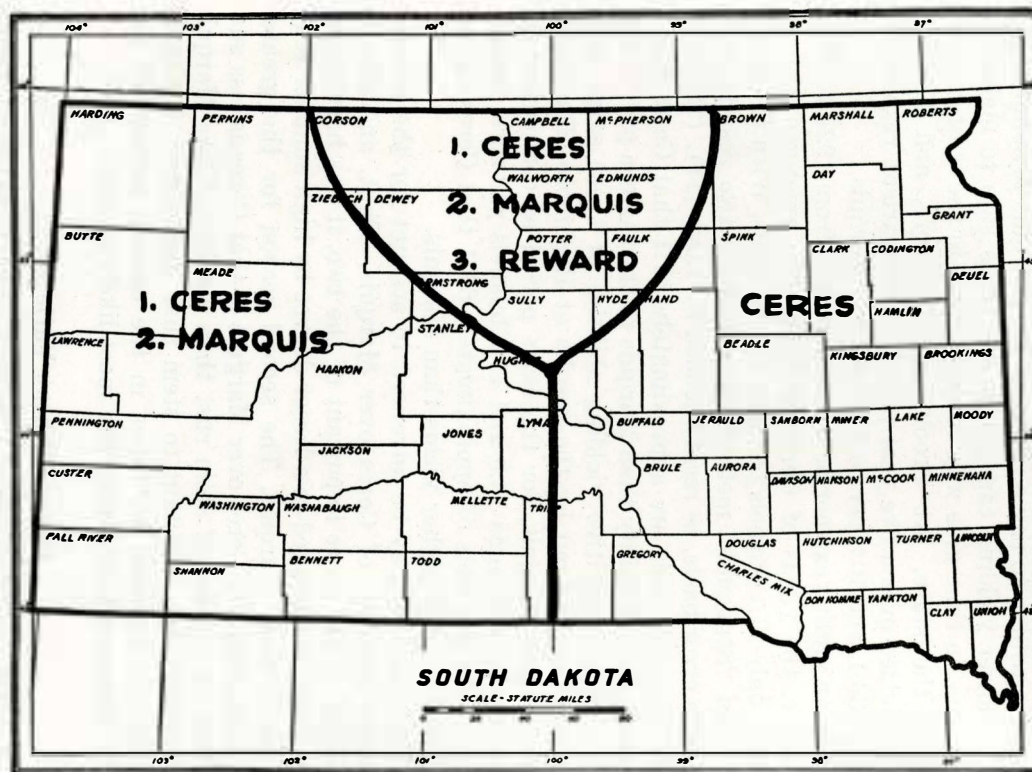 104° 103° 102° 101° 100° 99° 98° 97°
HARDING PERKINS CORSON CAMPBELL McPHERSON BROWN MARSHALL ROBERTS
1. CERES
WALWORTH EDMUNDS DAY
ZIEBACH DEWEY
2. MARQUIS
GRANT
BUTTE POTTER FAULK SPINK CLARK CODINGTON
MEADE
3. REWARD
DEUEL
ARMSTRONG
1. CERES
SULLY HYDE HAND
CERES
HAMLIN
STANLEY
2. MARQUIS
LAWRENCE HUGHES BEADLE KINGSBURY BROOKINGS
HAAKON
PENNINGTON JONES LYMAN BUFFALO JERAULD SANBORN MINER LAKE MOODY
JACKSON
CUSTER BRULE AURORA DAVISON HANSON McCOOK MINNEHAHA
WASHINGTON WASHABAUGH MELLETTE TRIPP
FALL RIVER DOUGLAS HUTCHINSON TURNER LINCOLN
SHANNON BENNETT TODD GREGORY CHARLES MIX
BON HOMME YANKTON CLAY UNION
SOUTH DAKOTA
SCALE - STATUTE MILES
0 20 40 60 80
103° 102° 101° 100° 99° 98°